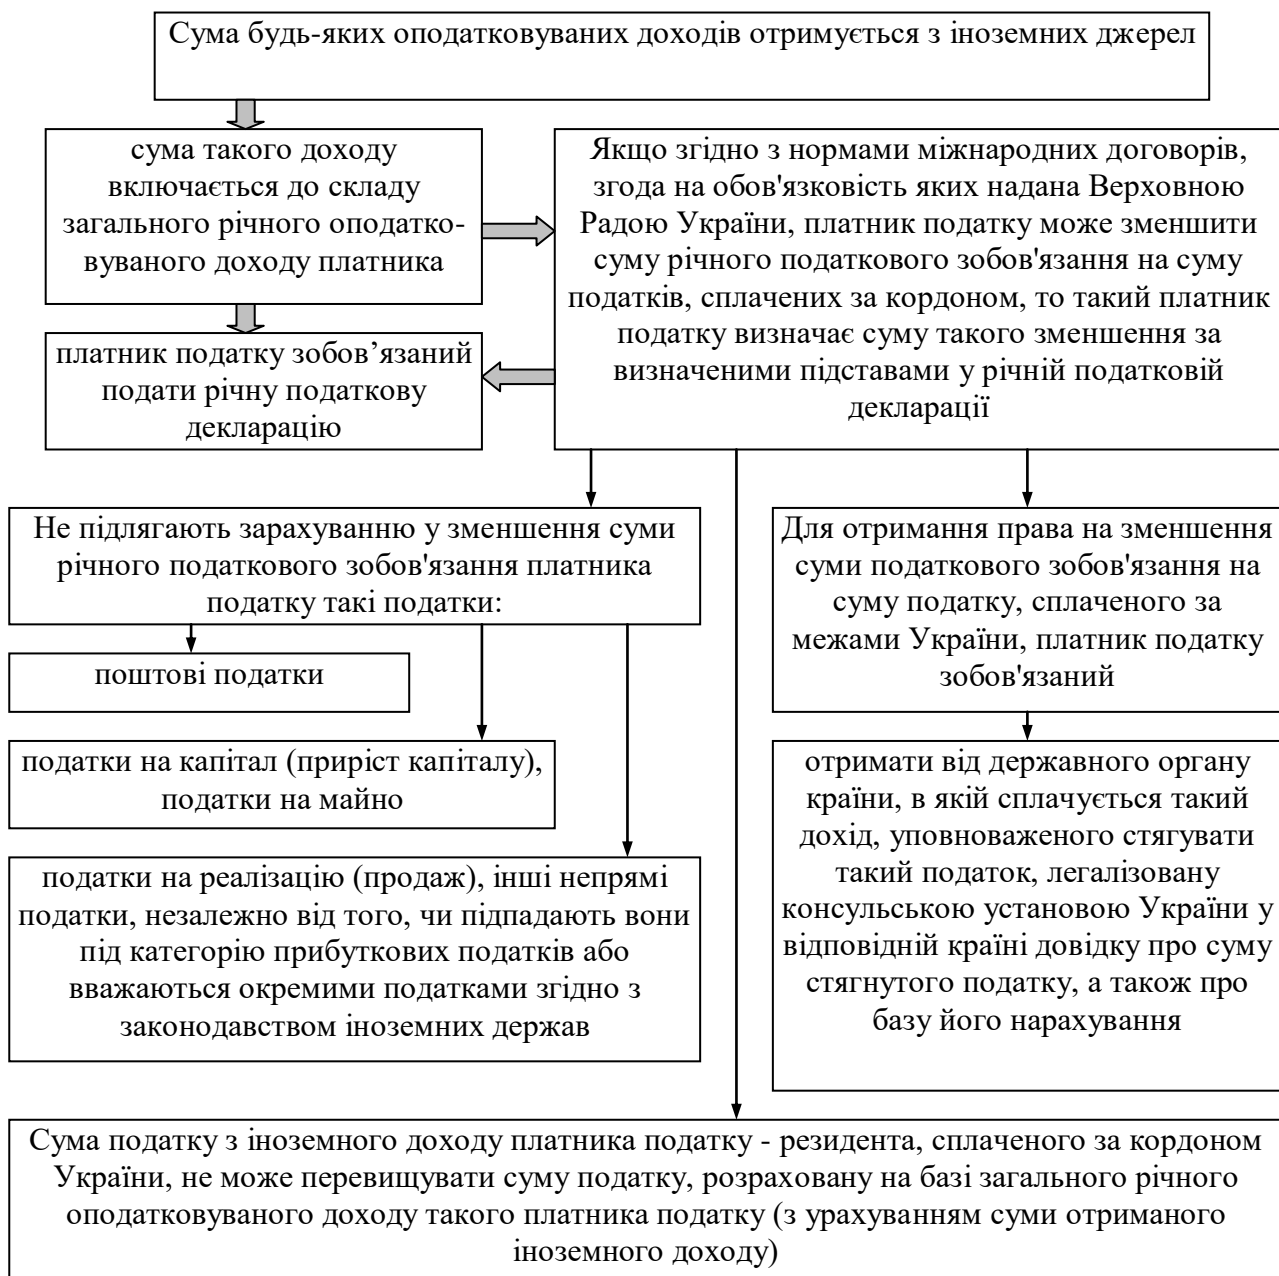 Сума будь-яких оподатковуваних доходів отримується з іноземних джерел
сума такого доходу
включається до складу
загального річного оподатко-
вуваного доходу платника
Якщо згідно з нормами міжнародних договорів,
згода на обов'язковість яких надана Верховною
Радою України, платник податку може зменшити
суму річного податкового зобов'язання на суму
податків, сплачених за кордоном, то такий платник
податку визначає суму такого зменшення за
визначеними підставами у річній податковій
декларації
платник податку зобов’язаний
подати річну податкову
декларацію
Не підлягають зарахуванню у зменшення суми
річного податкового зобов'язання платника
податку такі податки:
поштові податки
податки на капітал (приріст капіталу),
податки на майно
податки на реалізацію (продаж), інші непрямі
податки, незалежно від того, чи підпадають вони
під категорію прибуткових податків або
вважаються окремими податками згідно з
законодавством іноземних держав
Для отримання права на зменшення
суми податкового зобов'язання на
суму податку, сплаченого за
межами України, платник податку
зобов'язаний
отримати від державного органу
країни, в якій сплачується такий
дохід, уповноваженого стягувати
такий податок, легалізовану
консульською установою України у
відповідній країні довідку про суму
стягнутого податку, а також про
базу його нарахування
Сума податку з іноземного доходу платника податку - резидента, сплаченого за кордоном
України, не може перевищувати суму податку, розраховану на базі загального річного
оподатковуваного доходу такого платника податку (з урахуванням суми отриманого
іноземного доходу)